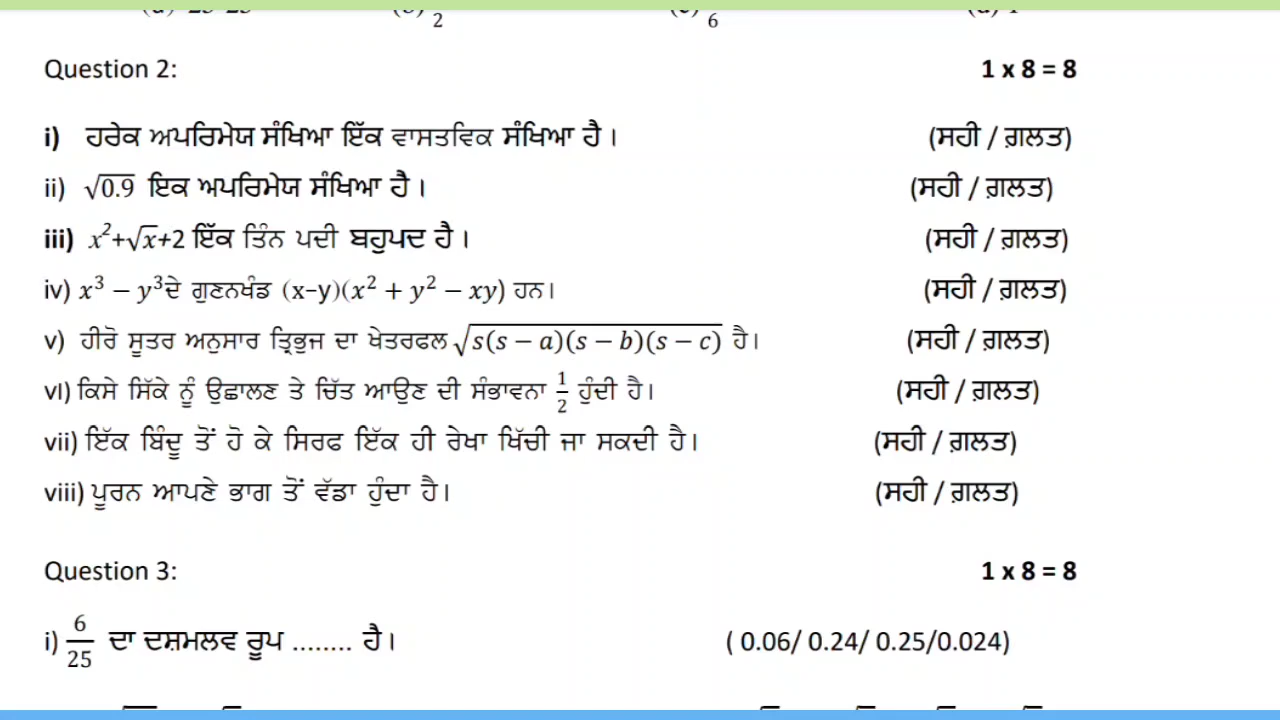 2 6
Question 2: 1 x 8 = 8
i) ਹਰੇਕ ਅਪਰਿਮੇਯ ਸੰਖਿਆ ਇੱਕ ਵਾਸਤਵਿਕ ਸੰਖਿਆ ਹੈ। (ਸਹੀ / ਗ਼ਲਤ)
ii) √0.9 ਇਕ ਅਪਰਿਮੇਯ ਸੰਖਿਆ ਹੈ। (ਸਹੀ / ਗ਼ਲਤ)
iii) x²+√x+2 ਇੱਕ ਤਿੰਨ ਪਦੀ ਬਹੁਪਦ ਹੈ। (ਸਹੀ / ਗ਼ਲਤ)
iv) x³ − y³ਦੇ ਗੁਣਨਖੰਡ (x−y)(x² + y² − xy) ਹਨ। (ਸਹੀ / ਗ਼ਲਤ)
v) ਹੀਰੋ ਸੂਤਰ ਅਨੁਸਾਰ ਤ੍ਰਿਭੁਜ ਦਾ ਖੇਤਰਫਲ √s(s − a)(s − b)(s − c) ਹੈ। (ਸਹੀ / ਗ਼ਲਤ)
vI) ਕਿਸੇ ਸਿੱਕੇ ਨੂੰ ਉਛਾਲਣ ਤੇ ਚਿੱਤ ਆਉਣ ਦੀ ਸੰਭਾਵਨਾ 1/2 ਹੁੰਦੀ ਹੈ। (ਸਹੀ / ਗ਼ਲਤ)
vii) ਇੱਕ ਬਿੰਦੂ ਤੋਂ ਹੋ ਕੇ ਸਿਰਫ ਇੱਕ ਹੀ ਰੇਖਾ ਖਿੱਚੀ ਜਾ ਸਕਦੀ ਹੈ। (ਸਹੀ / ਗ਼ਲਤ)
viii) ਪੂਰਨ ਆਪਣੇ ਭਾਗ ਤੋਂ ਵੱਡਾ ਹੁੰਦਾ ਹੈ। (ਸਹੀ / ਗ਼ਲਤ)
Question 3: 1 x 8 = 8
i) 6/25 ਦਾ ਦਸ਼ਮਲਵ ਰੂਪ ........ ਹੈ। ( 0.06/ 0.24/ 0.25/0.024)